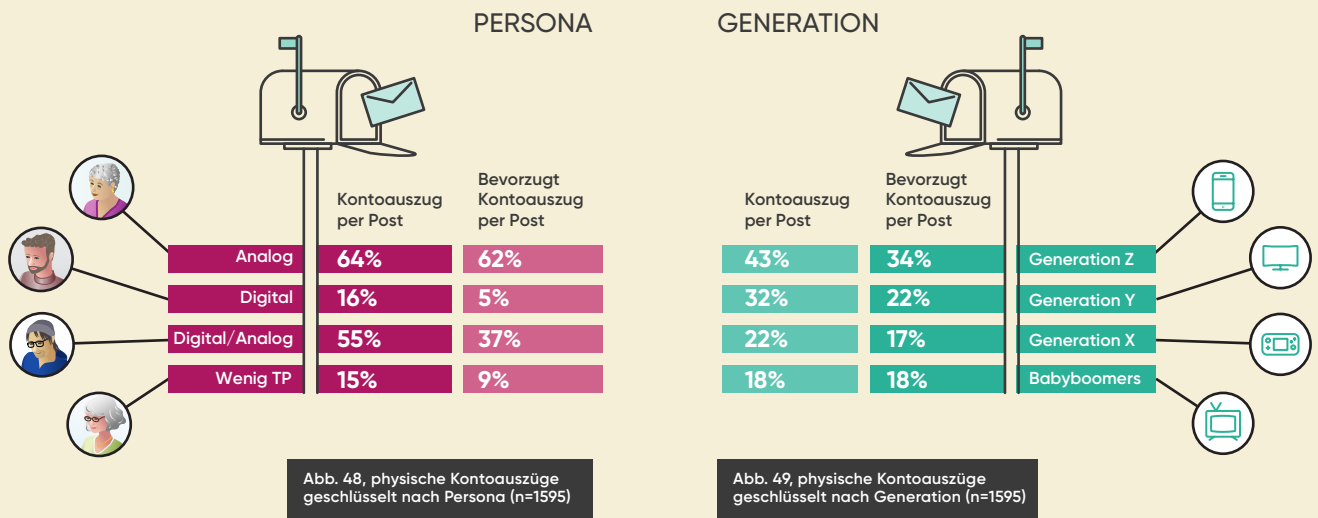 PERSONA
Kontoauszug
per Post
Bevorzugt
Kontoauszug
per Post
Analog 64% 62%
Digital 16% 5%
Digital/Analog 55% 37%
Wenig TP 15% 9%
Abb. 48, physische Kontoauszüge
geschlüsselt nach Persona (n=1595)
GENERATION
Kontoauszug
per Post
Bevorzugt
Kontoauszug
per Post
43% 34% Generation Z
32% 22% Generation Y
22% 17% Generation X
18% 18% Babyboomers
Abb. 49, physische Kontoauszüge
geschlüsselt nach Generation (n=1595)